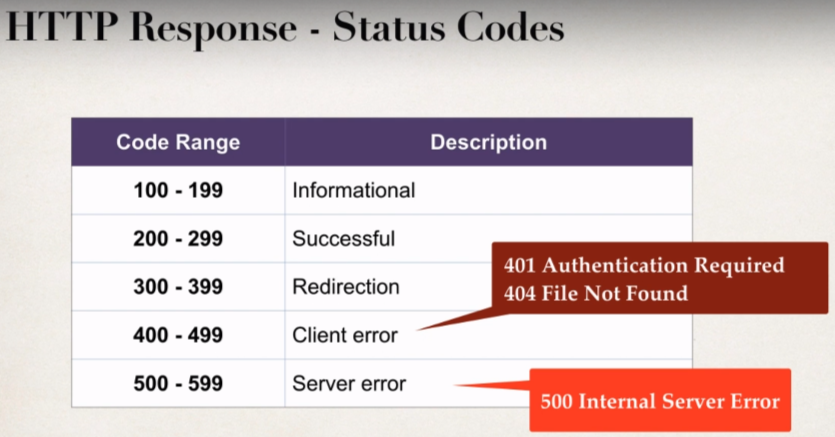 HTTP Response - Status Codes
Code Range Description
100 - 199 Informational
200 - 299 Successful
300 - 399 Redirection
401 Authentication Required
404 File Not Found
400 - 499 Client error
500 - 599 Server error
500 Internal Server Error